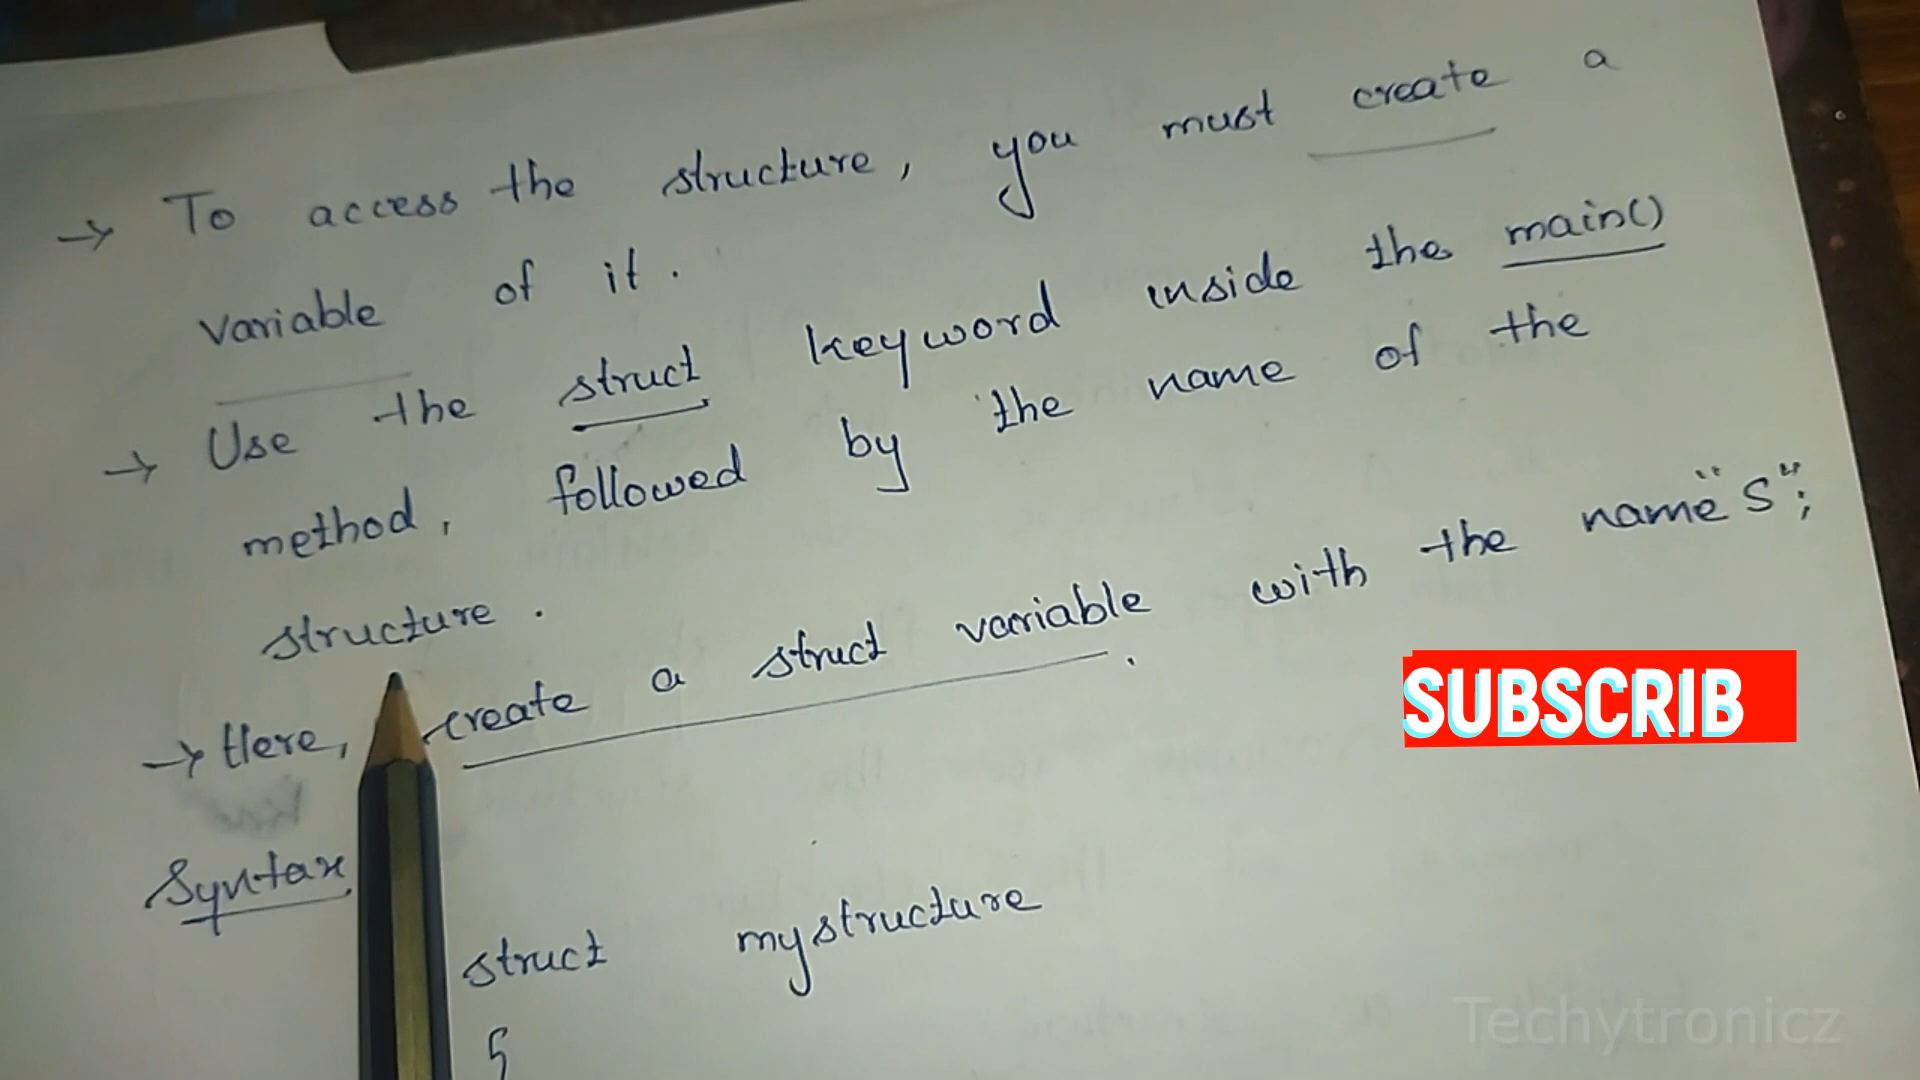 → To access the structure, you must create a
variable of it.
→ Use the struct keyword inside the main()
method, followed by the name of the
structure.
→ Here, create a struct variable with the name "S";
Syntax
struct mystructure
{
SUBSCRIB
Techytronicz